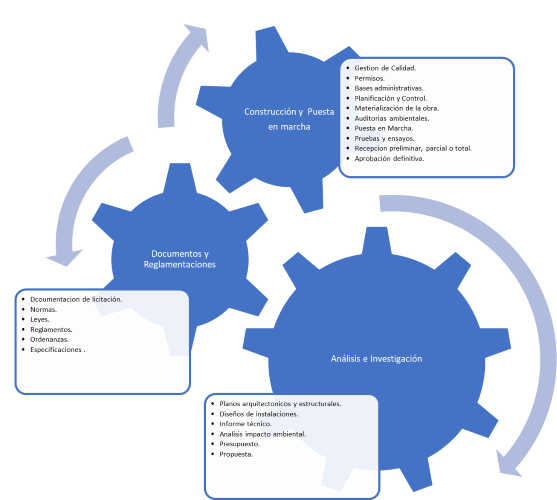 Construcción y Puesta
en marcha
• Gestion de Calidad.
• Permisos.
• Bases administrativas.
• Planificación y Control.
• Materialización de la obra.
• Auditorias ambientales.
• Puesta en Marcha.
• Pruebas y ensayos.
• Recepcion preliminar, parcial o total.
• Aprobación definitiva.
Documentos y
Reglamentaciones
• Dcoumentacion de licitación.
• Normas.
• Leyes.
• Reglamentos.
• Ordenanzas.
• Especificaciones .
Análisis e Investigación
• Planos arquitectonicos y estructurales.
• Diseños de instalaciones.
• Informe técnico.
• Analisis impacto ambiental.
• Presupuesto.
• Propuesta.